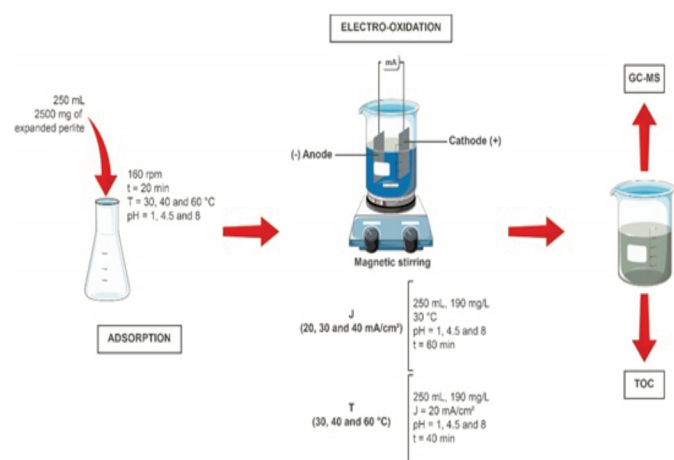 ELECTRO-OXIDATION
mA
250 mL
2500 mg of
expanded perlite
160 rpm
t = 20 min
T = 30, 40 and 60 °C
pH = 1, 4.5 and 8
ADSORPTION
(-) Anode
Cathode (+)
Magnetic stirring
J
(20, 30 and 40 mA/cm²)
250 mL, 190 mg/L
30 °C
pH = 1, 4.5 and 8
t = 60 min
T
(30, 40 and 60 °C)
250 mL, 190 mg/L
J = 20 mA/cm²
pH = 1, 4.5 and 8
t = 40 min
GC-MS
TOC